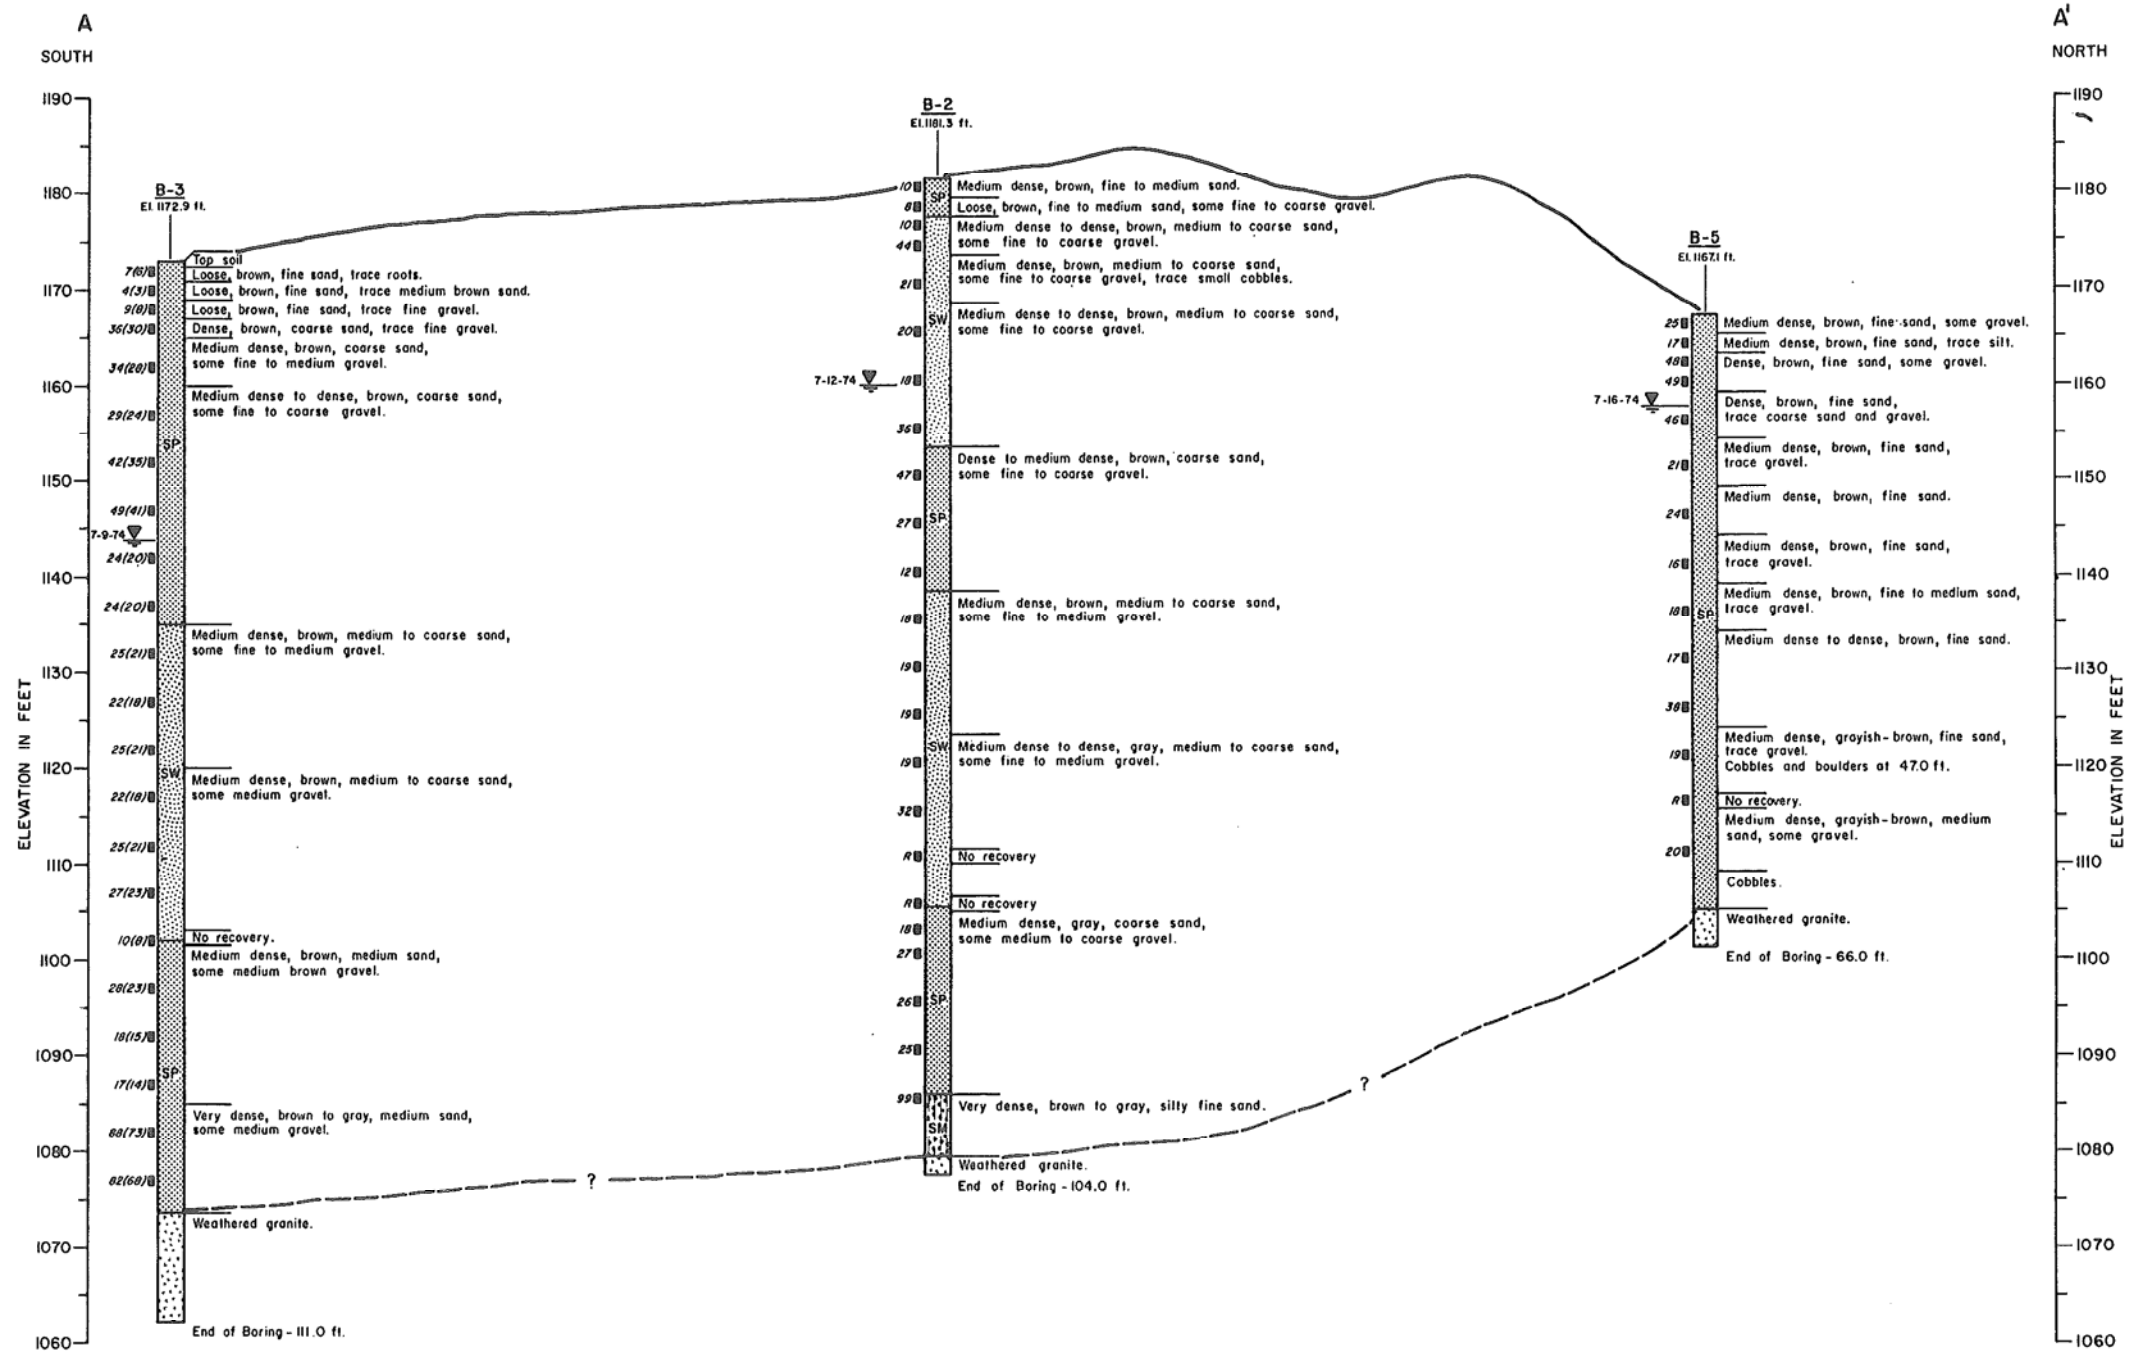 A
SOUTH
A'
NORTH
1190
1180
1170
1160
1150
1140
1130
1120
1110
1100
1090
1080
1070
1060
ELEVATION IN FEET
B-3
El. 1172.9 ft.
Top soil
7(6) Loose, brown, fine sand, trace roots.
4(3) Loose, brown, fine sand, trace medium brown sand.
9(8) Loose, brown, fine sand, trace fine gravel.
36(30) Dense, brown, coarse sand, trace fine gravel.
Medium dense, brown, coarse sand,
some fine to medium gravel.
34(28)
Medium dense to dense, brown, coarse sand,
some fine to coarse gravel.
29(24)
SP
42(35)
49(41)
7-9-74
24(20)
24(20)
Medium dense, brown, medium to coarse sand,
some fine to medium gravel.
25(21)
22(18)
25(21)
SW
Medium dense, brown, medium to coarse sand,
some medium gravel.
22(18)
25(21)
27(23)
10(8) No recovery.
Medium dense, brown, medium sand,
some medium brown gravel.
28(23)
18(15)
SP
17(14)
Very dense, brown to gray, medium sand,
some medium gravel.
88(73)
82(68)
?
Weathered granite.
End of Boring - 111.0 ft.
B-2
El. 1181.3 ft.
10 Medium dense, brown, fine to medium sand.
SP
8 Loose, brown, fine to medium sand, some fine to coarse gravel.
10 Medium dense to dense, brown, medium to coarse sand,
44 some fine to coarse gravel.
Medium dense, brown, medium to coarse sand,
some fine to coarse gravel, trace small cobbles.
21
SW Medium dense to dense, brown, medium to coarse sand,
20 some fine to coarse gravel.
7-12-74 18
36
Dense to medium dense, brown, coarse sand,
47 some fine to coarse gravel.
27 SP
12
Medium dense, brown, medium to coarse sand,
18 some fine to medium gravel.
19
19
SW Medium dense to dense, gray, medium to coarse sand,
19 some fine to medium gravel.
32
R No recovery
R No recovery
18 Medium dense, gray, coarse sand,
some medium to coarse gravel.
27
26 SP
25
99 Very dense, brown to gray, silty fine sand.
SM
Weathered granite.
End of Boring - 104.0 ft.
?
B-5
El. 1167.1 ft.
25 Medium dense, brown, fine sand, some gravel.
17 Medium dense, brown, fine sand, trace silt.
48 Dense, brown, fine sand, some gravel.
49
7-16-74
Dense, brown, fine sand,
46 trace coarse sand and gravel.
Medium dense, brown, fine sand,
21 trace gravel.
Medium dense, brown, fine sand.
24
Medium dense, brown, fine sand,
16 trace gravel.
Medium dense, brown, fine to medium sand,
18 SP trace gravel.
Medium dense to dense, brown, fine sand.
17
38
Medium dense, grayish-brown, fine sand,
19 trace gravel.
Cobbles and boulders at 47.0 ft.
R No recovery.
Medium dense, grayish-brown, medium
sand, some gravel.
20
Cobbles.
Weathered granite.
End of Boring - 66.0 ft.
1190
1180
1170
1160
1150
1140
1130
1120
1110
1100
1090
1080
1070
1060
ELEVATION IN FEET